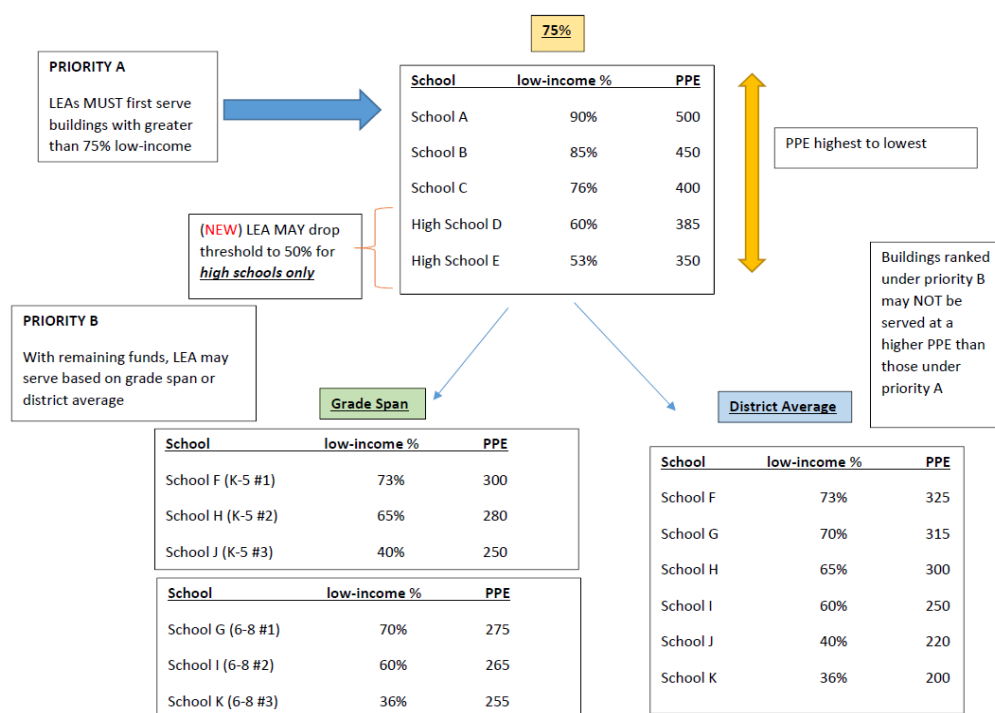 75%
PRIORITY A
LEAs MUST first serve
buildings with greater
than 75% low-income
School low-income % PPE
School A 90% 500
School B 85% 450
School C 76% 400
High School D 60% 385
High School E 53% 350
PPE highest to lowest
(NEW) LEA MAY drop
threshold to 50% for
high schools only
Buildings ranked
under priority B
may NOT be
served at a
higher PPE than
those under
priority A
PRIORITY B
With remaining funds, LEA may
serve based on grade span or
district average
Grade Span
School low-income % PPE
School F (K-5 #1) 73% 300
School H (K-5 #2) 65% 280
School J (K-5 #3) 40% 250
School low-income % PPE
School G (6-8 #1) 70% 275
School I (6-8 #2) 60% 265
School K (6-8 #3) 36% 255
District Average
School low-income % PPE
School F 73% 325
School G 70% 315
School H 65% 300
School I 60% 250
School J 40% 220
School K 36% 200